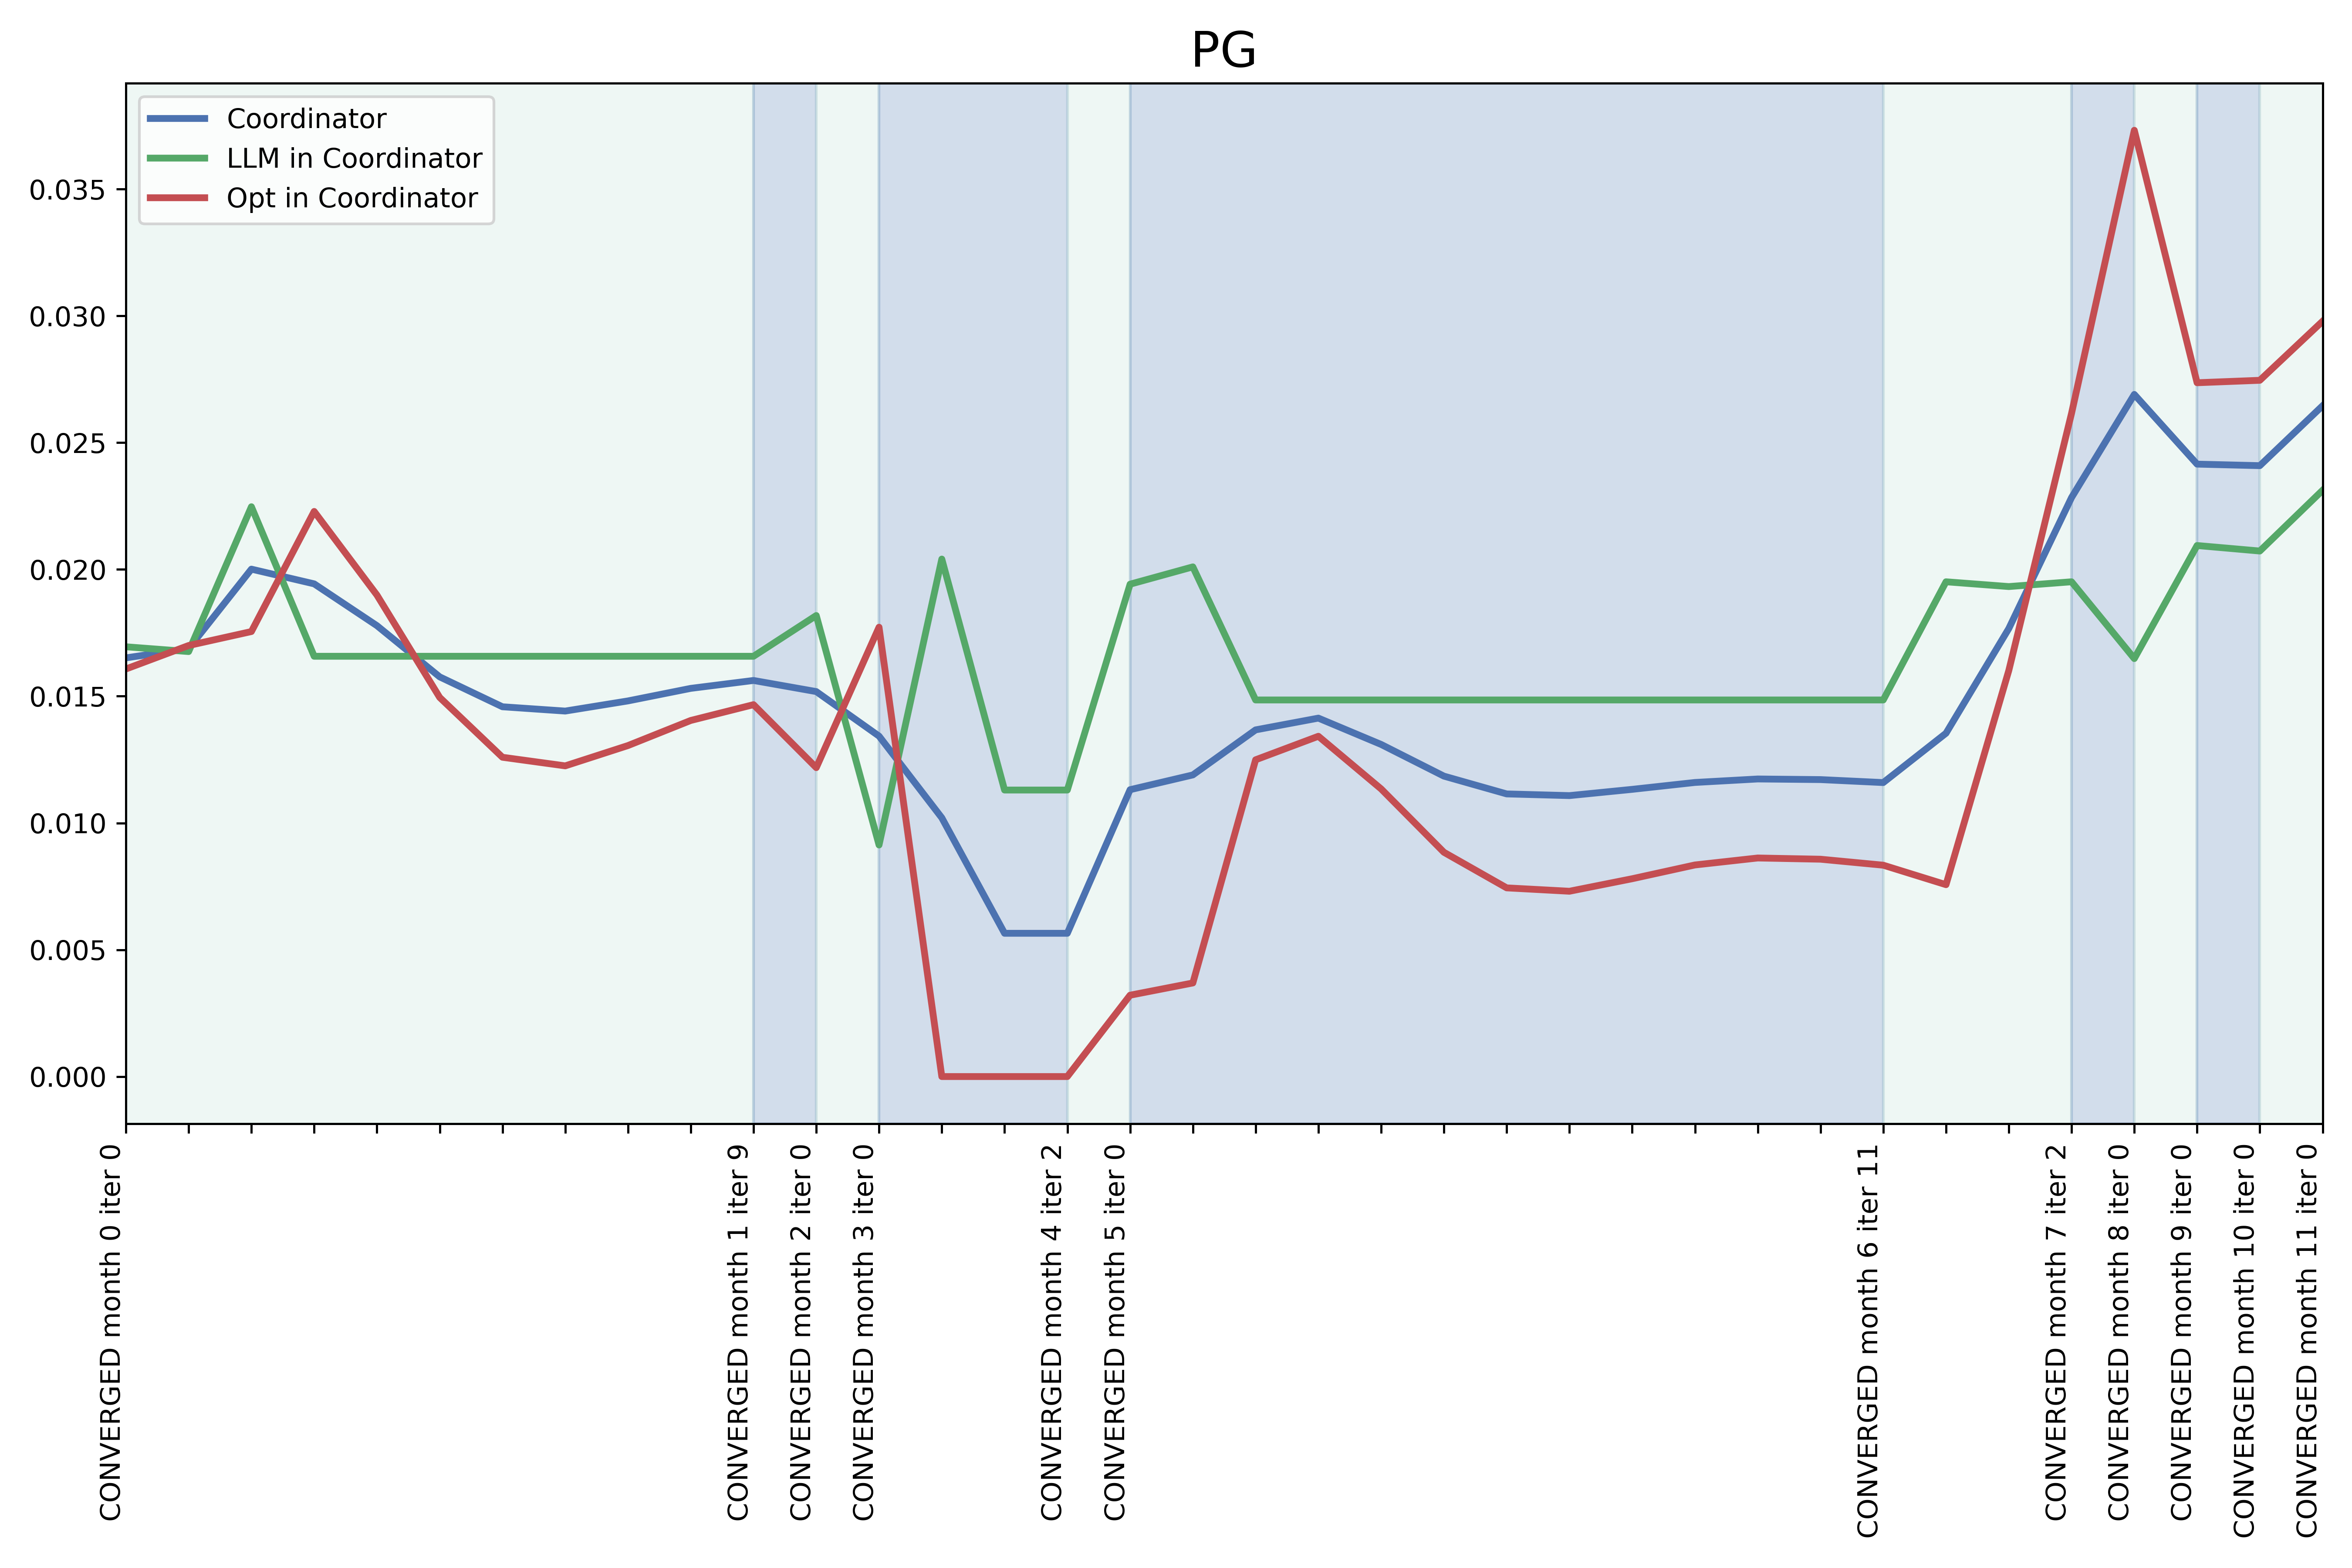 PG
Coordinator
LLM in Coordinator
Opt in Coordinator
0.035
0.030
0.025
0.020
0.015
0.010
0.005
0.000
CONVERGED month 0 iter 0
CONVERGED month 1 iter 9
CONVERGED month 2 iter 0
CONVERGED month 3 iter 0
CONVERGED month 4 iter 2
CONVERGED month 5 iter 0
CONVERGED month 6 iter 11
CONVERGED month 7 iter 2
CONVERGED month 8 iter 0
CONVERGED month 9 iter 0
CONVERGED month 10 iter 0
CONVERGED month 11 iter 0